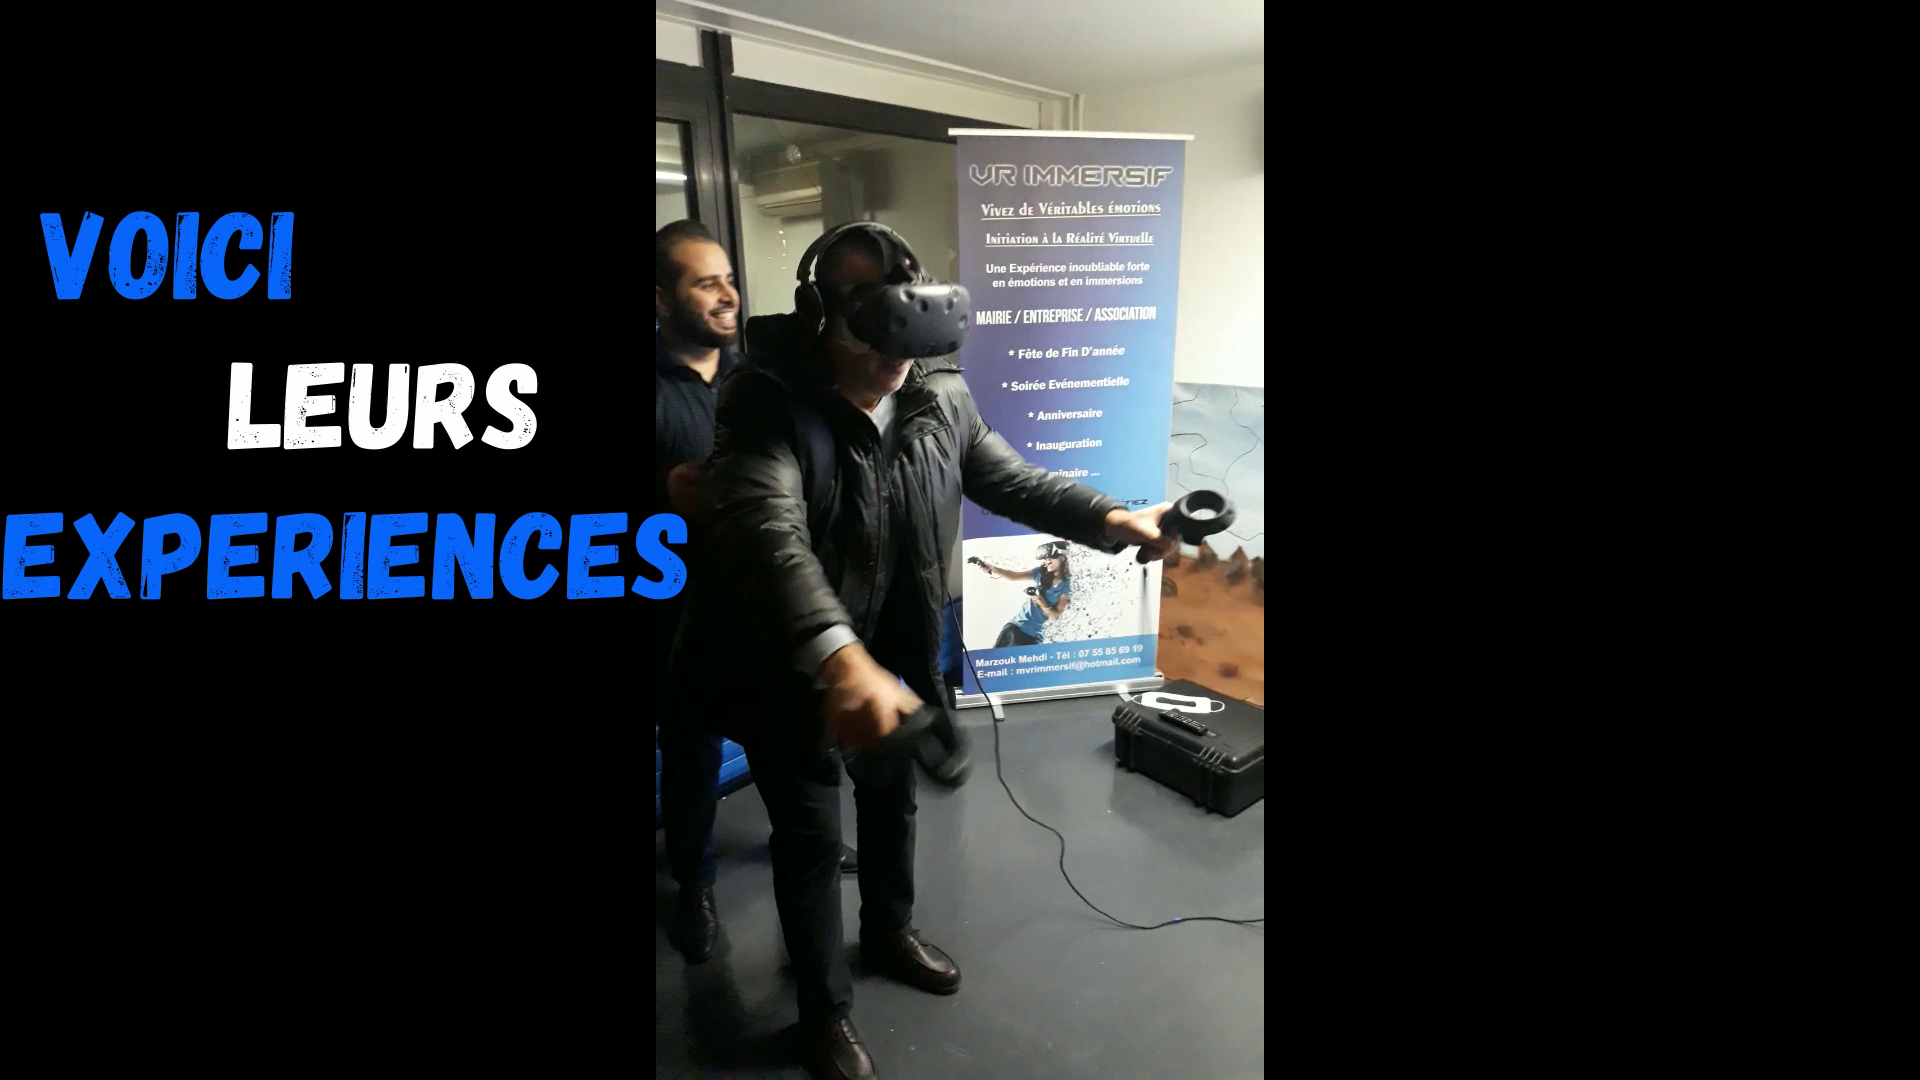 VOICI
LEURS
EXPERIENCES
VR IMMERSIF
Vivez de Véritables émotions
Initiation à la Réalité Virtuelle
Une Expérience inoubliable forte
en émotions et en immersions
MAIRIE / ENTREPRISE / ASSOCIATION
* Fête de Fin D'année
* Soirée Evénementielle
* Anniversaire
* Inauguration
...
Marzouk Mehdi - Tél : 07 55 85 69 19
E-mail : mvrimmersif@hotmail.com